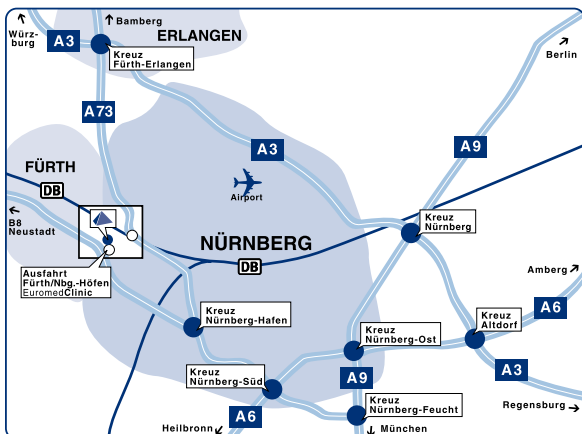 Würz-
burg
Bamberg
ERLANGEN
A3
Kreuz
Fürth-Erlangen
Berlin
A73
A3
A9
FÜRTH
DB
Airport
B8
Neustadt
NÜRNBERG
DB
Kreuz
Nürnberg
Ausfahrt
Fürth/Nbg.-Höfen
EuromedClinic
Amberg
Kreuz
Nürnberg-Hafen
Kreuz
Altdorf
A6
Kreuz
Nürnberg-Ost
Kreuz
Nürnberg-Süd
A9
A3
Kreuz
Nürnberg-Feucht
Regensburg
A6
Heilbronn
München